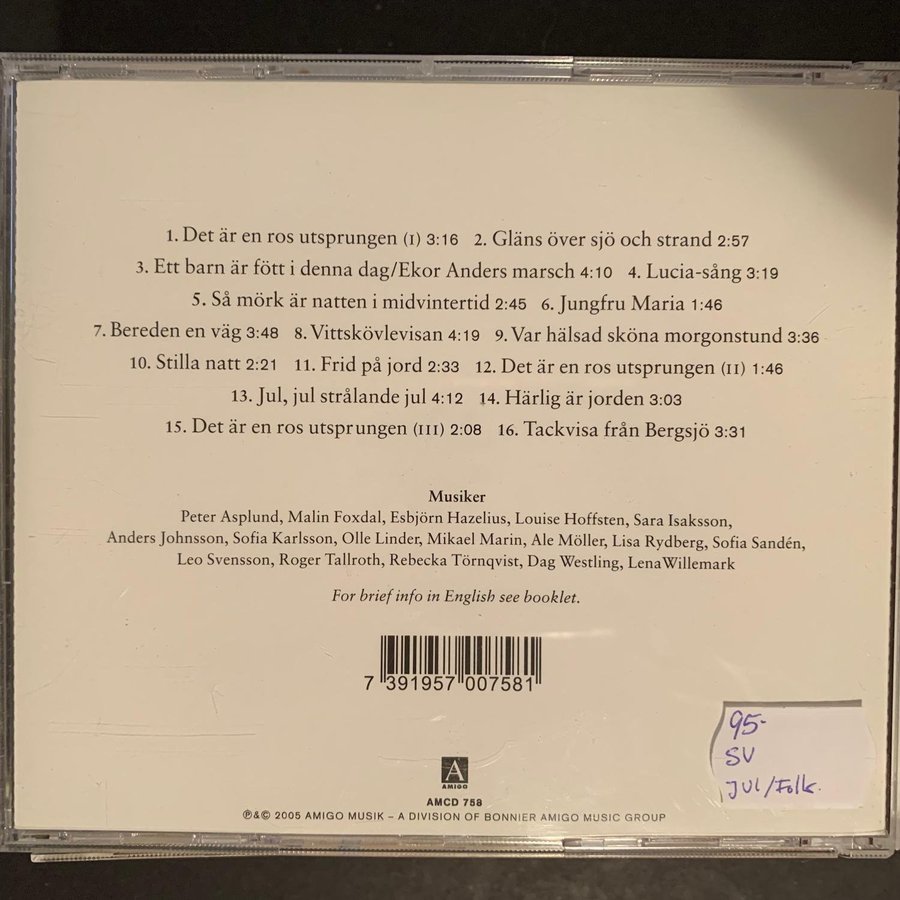 1. Det är en ros utsprungen (I) 3:16 2. Gläns över sjö och strand 2:57
3. Ett barn är fött i denna dag/Ekor Anders marsch 4:10 4. Lucia-sång 3:19
5. Så mörk är natten i midvintertid 2:45 6. Jungfru Maria 1:46
7. Bereden en väg 3:48 8. Vittskövlevisan 4:19 9. Var hälsad sköna morgonstund 3:36
10. Stilla natt 2:21 11. Frid på jord 2:33 12. Det är en ros utsprungen (II) 1:46
13. Jul, jul strålande jul 4:12 14. Härlig är jorden 3:03
15. Det är en ros utsprungen (III) 2:08 16. Tackvisa från Bergsjö 3:31
Musiker
Peter Asplund, Malin Foxdal, Esbjörn Hazelius, Louise Hoffsten, Sara Isaksson,
Anders Johnsson, Sofia Karlsson, Olle Linder, Mikael Marin, Ale Möller, Lisa Rydberg, Sofia Sandén,
Leo Svensson, Roger Tallroth, Rebecka Törnqvist, Dag Westling, LenaWillemark
For brief info in English see booklet.
7 391957 007581
95-
SV
JUL/Folk.
A
AMIGO
AMCD 758
℗&© 2005 AMIGO MUSIK – A DIVISION OF BONNIER AMIGO MUSIC GROUP